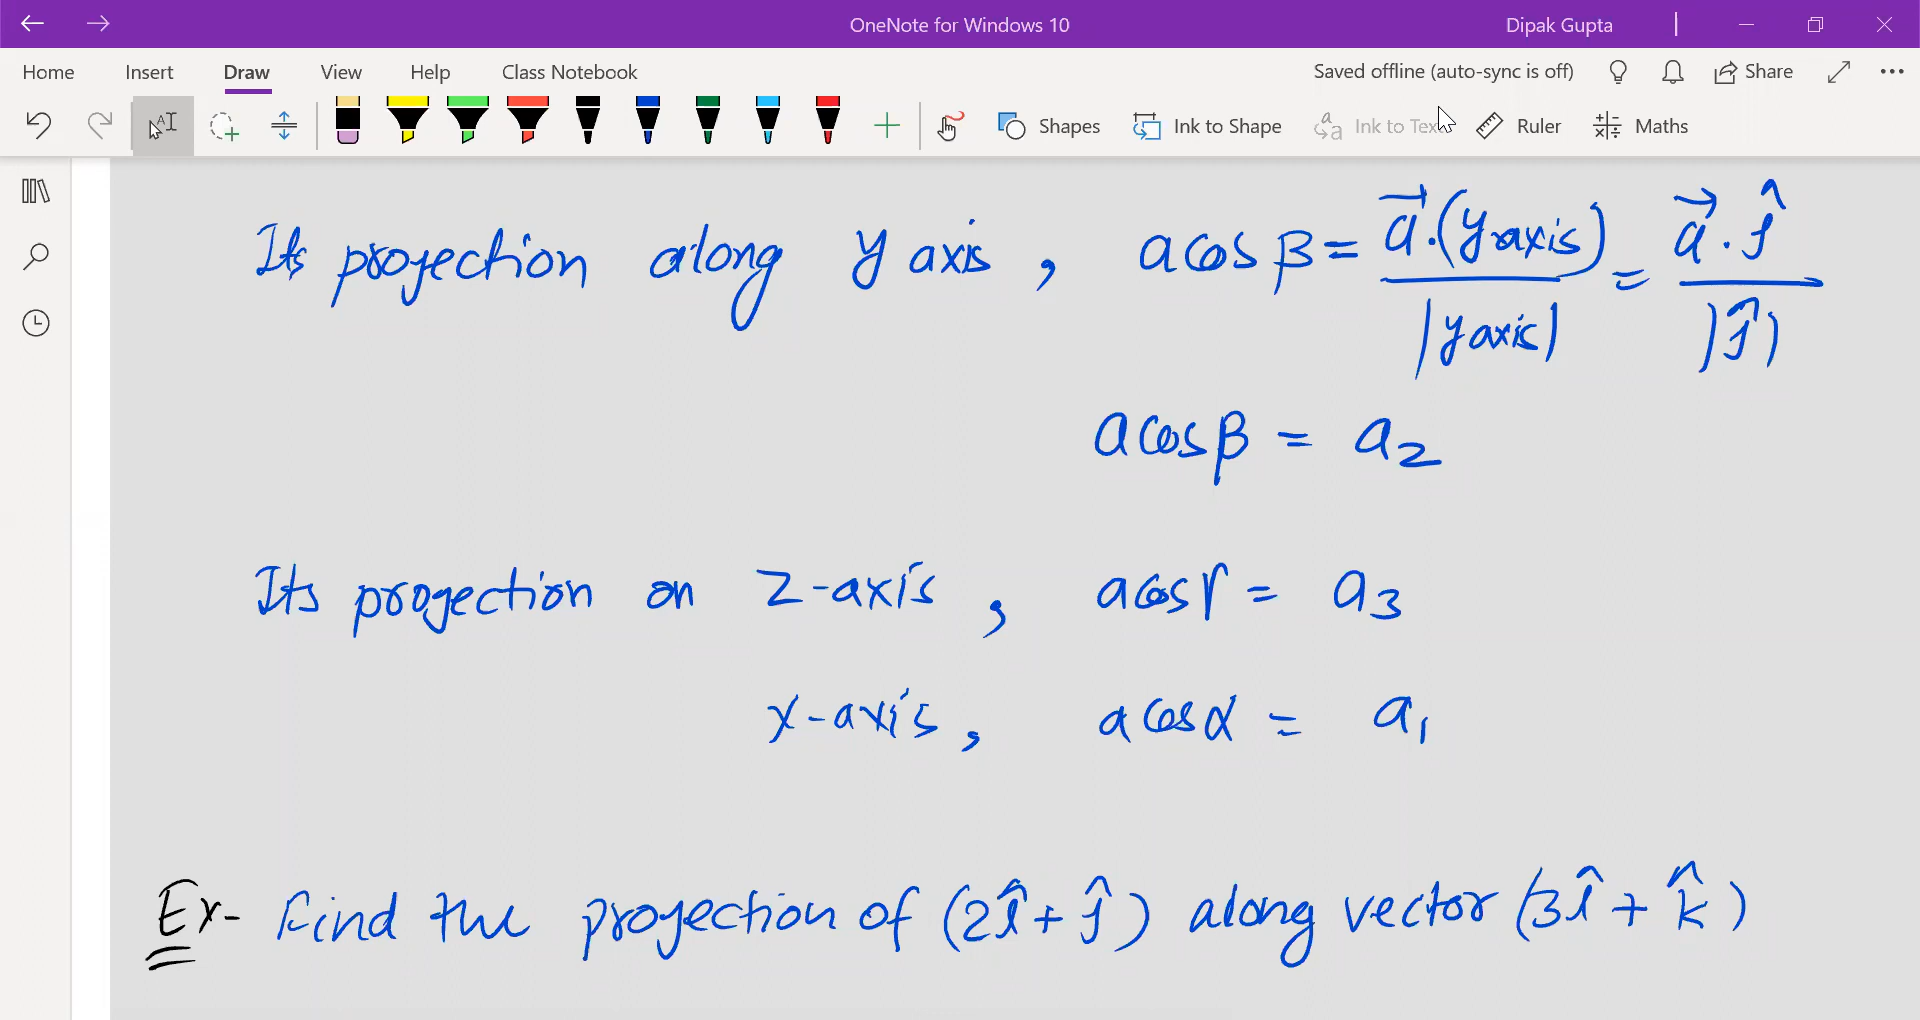 OneNote for Windows 10
Dipak Gupta
Home Insert Draw View Help Class Notebook
Saved offline (auto-sync is off) Share
Shapes Ink to Shape Ink to Text Ruler Maths
Its projection along y axis, a cos β = a⃗.(y axis) / |y axis| = a⃗.ĵ / |ĵ|
a cos β = a₂
Its projection on z-axis, a cos γ = a₃
x-axis, a cos α = a₁
Ex- Find the projection of (2î + ĵ) along vector (3î + k̂)